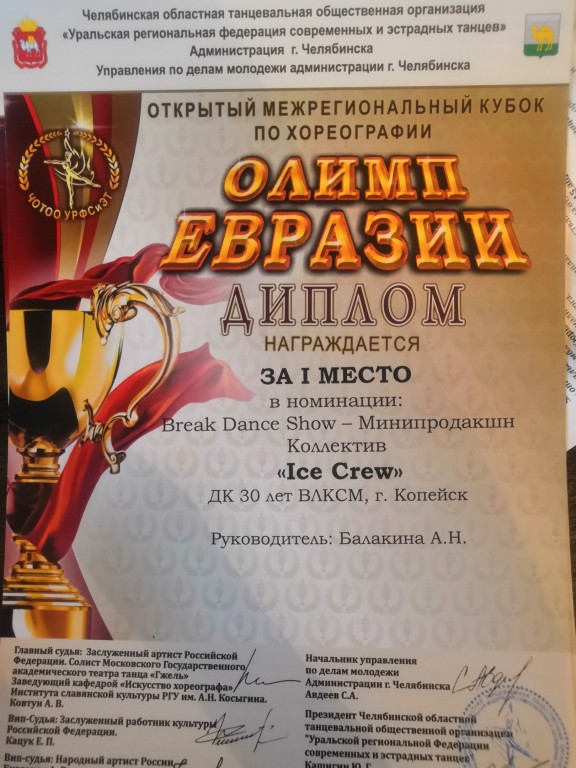 Челябинская областная танцевальная общественная организация
«Уральская региональная федерация современных и эстрадных танцев»
Администрация г. Челябинска
Управления по делам молодежи администрации г. Челябинска
ОТКРЫТЫЙ МЕЖРЕГИОНАЛЬНЫЙ КУБОК
ПО ХОРЕОГРАФИИ
ЧОТОО УРФСиЭТ
ОЛИМП
ЕВРАЗИИ
ДИПЛОМ
НАГРАЖДАЕТСЯ
ЗА I МЕСТО
в номинации:
Break Dance Show – Минипродакшн
Коллектив
«Ice Crew»
ДК 30 лет ВЛКСМ, г. Копейск
Руководитель: Балакина А.Н.
Главный судья: Заслуженный артист Российской
Федерации. Солист Московского Государственного
академического театра танца «Гжель»
Заведующий кафедрой «Искусство хореографа»
Института славянской культуры РГУ им. А.Н. Косыгина.
Ковтун А. В.
Вип-Судья: Заслуженный работник культуры
Российской Федерации.
Кацук Е. П.
Вип-судья: Народный артист России
Начальник управления
по делам молодежи
Администрации г. Челябинска
Авдеев С.А.
Президент Челябинской областной
танцевальной общественной организации
"Уральской региональной Федерации
современных и эстрадных танцев"
Кашигин Ю. Г.